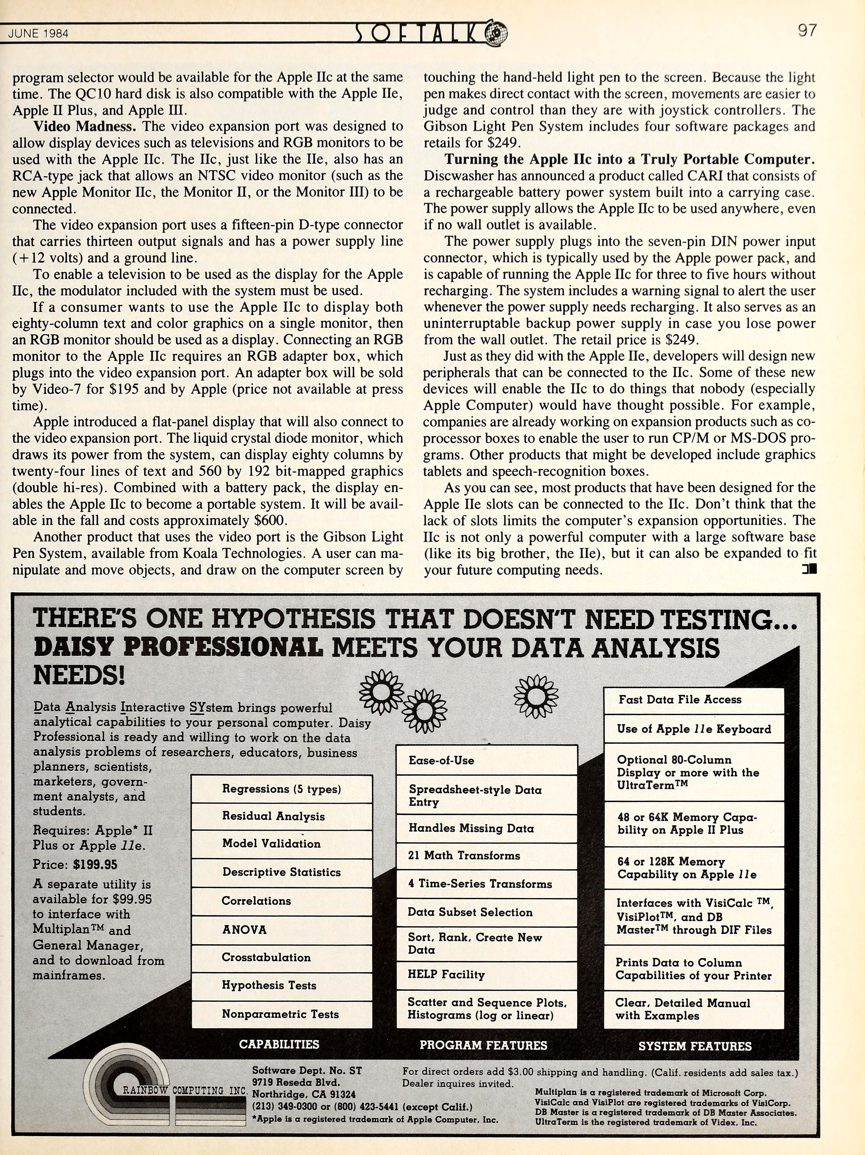 JUNE 1984
SOFTALK
97
program selector would be available for the Apple IIc at the same
time. The QC10 hard disk is also compatible with the Apple IIe,
Apple II Plus, and Apple III.
Video Madness. The video expansion port was designed to
allow display devices such as televisions and RGB monitors to be
used with the Apple IIc. The IIc, just like the IIe, also has an
RCA-type jack that allows an NTSC video monitor (such as the
new Apple Monitor IIc, the Monitor II, or the Monitor III) to be
connected.
The video expansion port uses a fifteen-pin D-type connector
that carries thirteen output signals and has a power supply line
(+12 volts) and a ground line.
To enable a television to be used as the display for the Apple
IIc, the modulator included with the system must be used.
If a consumer wants to use the Apple IIc to display both
eighty-column text and color graphics on a single monitor, then
an RGB monitor should be used as a display. Connecting an RGB
monitor to the Apple IIc requires an RGB adapter box, which
plugs into the video expansion port. An adapter box will be sold
by Video-7 for $195 and by Apple (price not available at press
time).
Apple introduced a flat-panel display that will also connect to
the video expansion port. The liquid crystal diode monitor, which
draws its power from the system, can display eighty columns by
twenty-four lines of text and 560 by 192 bit-mapped graphics
(double hi-res). Combined with a battery pack, the display en-
ables the Apple IIc to become a portable system. It will be avail-
able in the fall and costs approximately $600.
Another product that uses the video port is the Gibson Light
Pen System, available from Koala Technologies. A user can ma-
nipulate and move objects, and draw on the computer screen by
touching the hand-held light pen to the screen. Because the light
pen makes direct contact with the screen, movements are easier to
judge and control than they are with joystick controllers. The
Gibson Light Pen System includes four software packages and
retails for $249.
Turning the Apple IIc into a Truly Portable Computer.
Discwasher has announced a product called CARI that consists of
a rechargeable battery power system built into a carrying case.
The power supply allows the Apple IIc to be used anywhere, even
if no wall outlet is available.
The power supply plugs into the seven-pin DIN power input
connector, which is typically used by the Apple power pack, and
is capable of running the Apple IIc for three to five hours without
recharging. The system includes a warning signal to alert the user
whenever the power supply needs recharging. It also serves as an
uninterruptable backup power supply in case you lose power
from the wall outlet. The retail price is $249.
Just as they did with the Apple IIe, developers will design new
peripherals that can be connected to the IIc. Some of these new
devices will enable the IIc to do things that nobody (especially
Apple Computer) would have thought possible. For example,
companies are already working on expansion products such as co-
processor boxes to enable the user to run CP/M or MS-DOS pro-
grams. Other products that might be developed include graphics
tablets and speech-recognition boxes.
As you can see, most products that have been designed for the
Apple IIe slots can be connected to the IIc. Don't think that the
lack of slots limits the computer's expansion opportunities. The
IIc is not only a powerful computer with a large software base
(like its big brother, the IIe), but it can also be expanded to fit
your future computing needs.
THERE'S ONE HYPOTHESIS THAT DOESN'T NEED TESTING...
DAISY PROFESSIONAL MEETS YOUR DATA ANALYSIS
NEEDS!
Data Analysis Interactive SYstem brings powerful
analytical capabilities to your personal computer. Daisy
Professional is ready and willing to work on the data
analysis problems of researchers, educators, business
planners, scientists,
marketers, govern-
ment analysts, and
students.
Requires: Apple* II
Plus or Apple IIe.
Price: $199.95
A separate utility is
available for $99.95
to interface with
Multiplan™ and
General Manager,
and to download from
mainframes.
Regressions (5 types)
Residual Analysis
Model Validation
Descriptive Statistics
Correlations
ANOVA
Crosstabulation
Hypothesis Tests
Nonparametric Tests
CAPABILITIES
Ease-of-Use
Spreadsheet-style Data
Entry
Handles Missing Data
21 Math Transforms
4 Time-Series Transforms
Data Subset Selection
Sort, Rank, Create New
Data
HELP Facility
Scatter and Sequence Plots,
Histograms (log or linear)
PROGRAM FEATURES
Fast Data File Access
Use of Apple IIe Keyboard
Optional 80-Column
Display or more with the
UltraTerm™
48 or 64K Memory Capa-
bility on Apple II Plus
64 or 128K Memory
Capability on Apple IIe
Interfaces with VisiCalc ™,
VisiPlot™, and DB
Master™ through DIF Files
Prints Data to Column
Capabilities of your Printer
Clear, Detailed Manual
with Examples
SYSTEM FEATURES
RAINBOW COMPUTING INC.
Software Dept. No. ST
9719 Reseda Blvd.
Northridge, CA 91324
(213) 349-0300 or (800) 423-5441 (except Calif.)
*Apple is a registered trademark of Apple Computer, Inc.
For direct orders add $3.00 shipping and handling. (Calif. residents add sales tax.)
Dealer inquires invited.
Multiplan is a registered trademark of Microsoft Corp.
VisiCalc and VisiPlot are registered trademarks of VisiCorp.
DB Master is a registered trademark of DB Master Associates.
UltraTerm is the registered trademark of Videx, Inc.